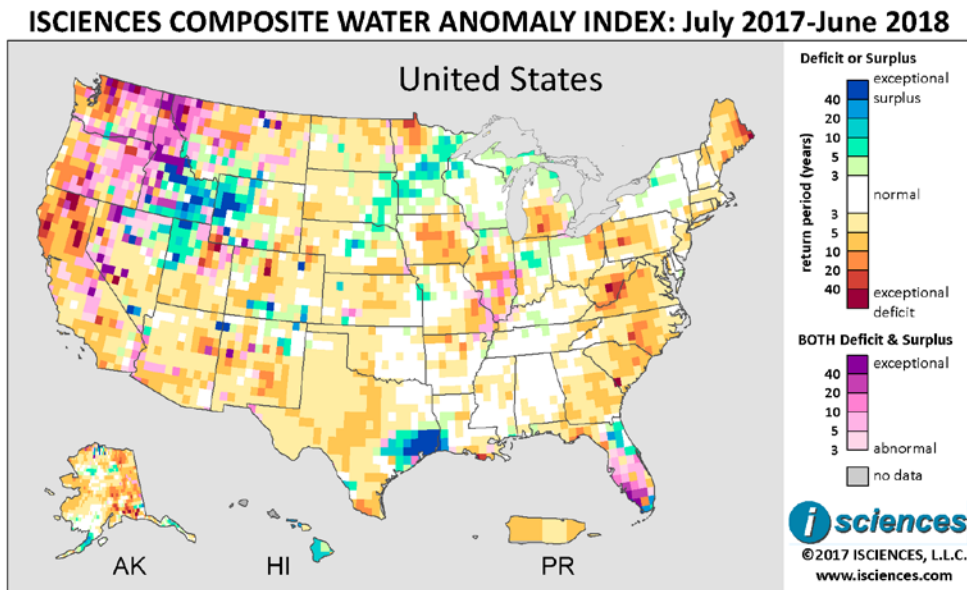 ISCIENCES COMPOSITE WATER ANOMALY INDEX: July 2017-June 2018
United States
AK
HI
PR
Deficit or Surplus
return period (years)
exceptional
surplus
40
20
10
5
3
normal
3
5
10
20
40
exceptional
deficit
BOTH Deficit & Surplus
exceptional
40
20
10
5
3
abnormal
no data
i sciences
©2017 ISCIENCES, L.L.C.
www.isciences.com